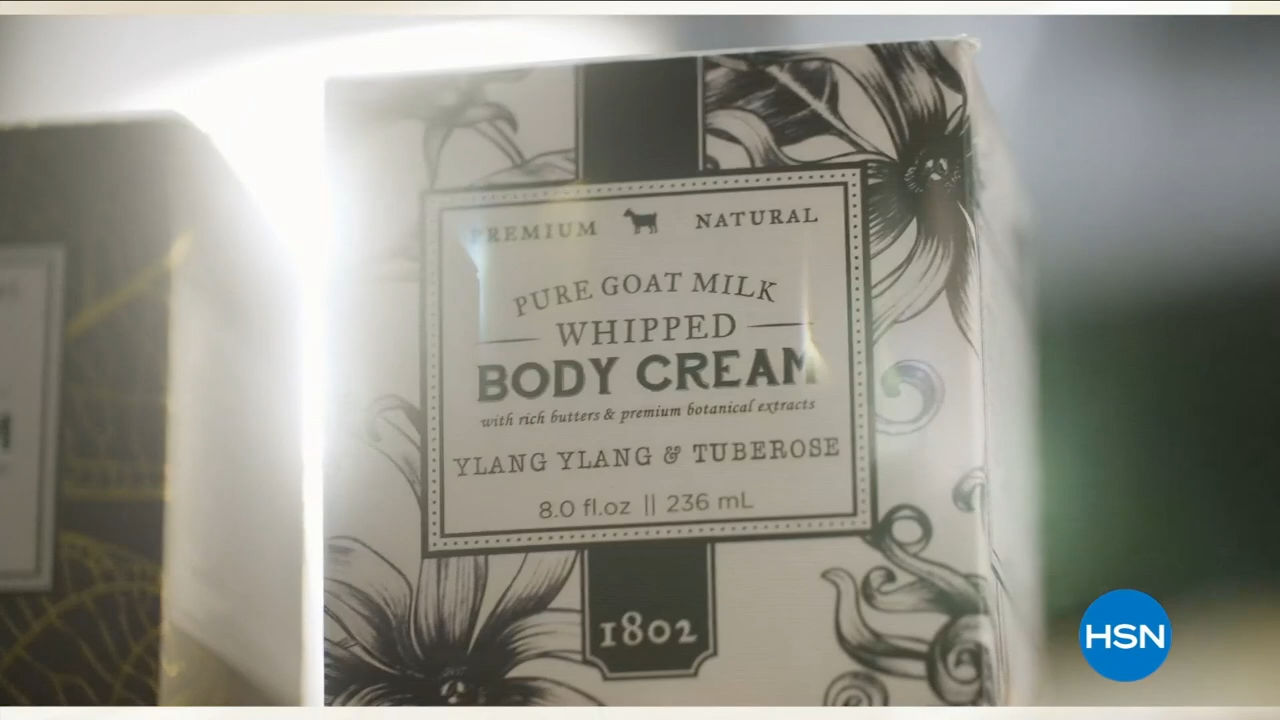 PREMIUM NATURAL
PURE GOAT MILK
WHIPPED
BODY CREAM
with rich butters & premium botanical extracts
YLANG YLANG & TUBEROSE
8.0 fl.oz || 236 mL
1802
HSN